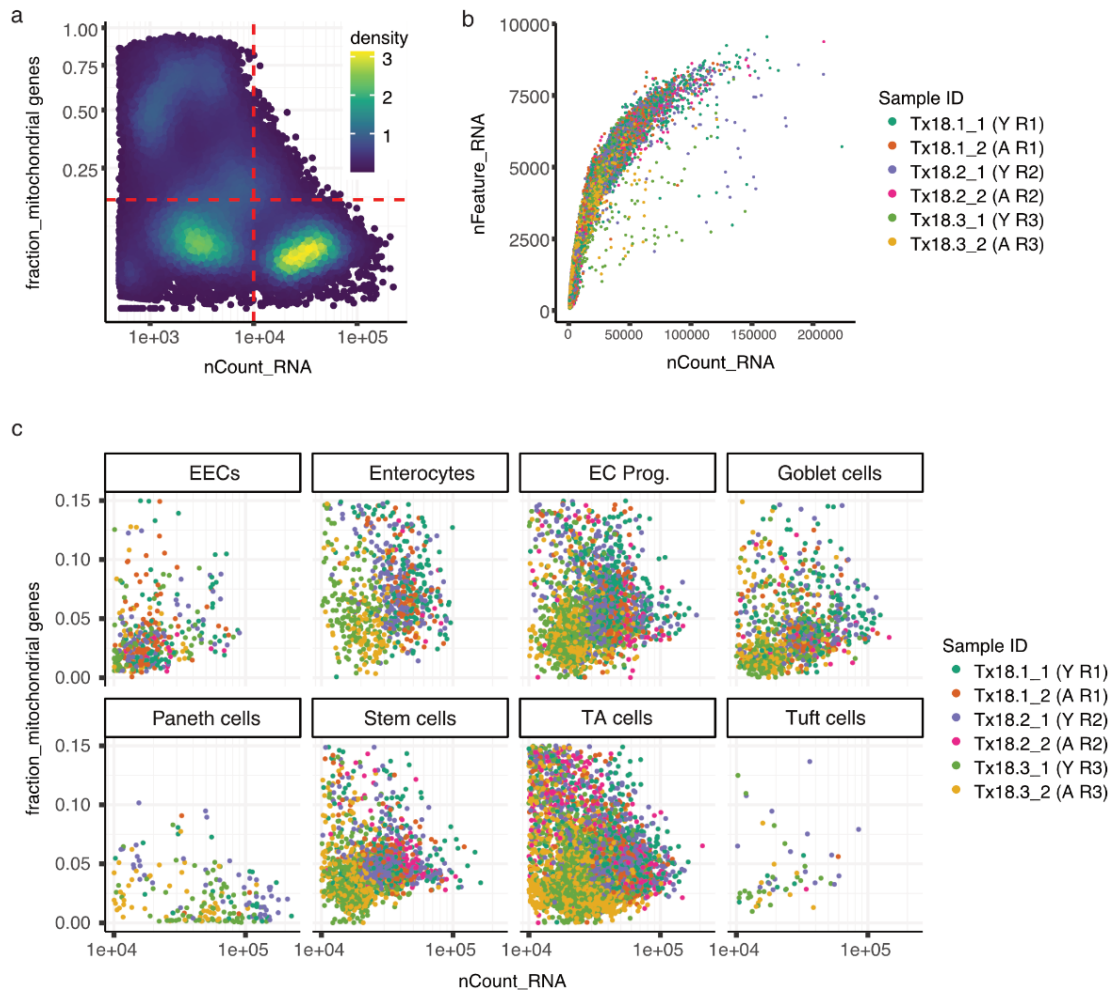 a
fraction_mitochondrial genes
1.00
0.75
0.50
0.25
1e+03
1e+04
1e+05
nCount_RNA
density
3
2
1
b
nFeature_RNA
10000
7500
5000
2500
0
0
50000
100000
150000
200000
nCount_RNA
Sample ID
Tx18.1_1 (Y R1)
Tx18.1_2 (A R1)
Tx18.2_1 (Y R2)
Tx18.2_2 (A R2)
Tx18.3_1 (Y R3)
Tx18.3_2 (A R3)
c
EECs
Enterocytes
EC Prog.
Goblet cells
0.15
0.10
0.05
0.00
Paneth cells
Stem cells
TA cells
Tuft cells
0.15
0.10
0.05
0.00
fraction_mitochondrial genes
1e+04
1e+05
1e+04
1e+05
1e+04
1e+05
1e+04
1e+05
nCount_RNA
Sample ID
Tx18.1_1 (Y R1)
Tx18.1_2 (A R1)
Tx18.2_1 (Y R2)
Tx18.2_2 (A R2)
Tx18.3_1 (Y R3)
Tx18.3_2 (A R3)